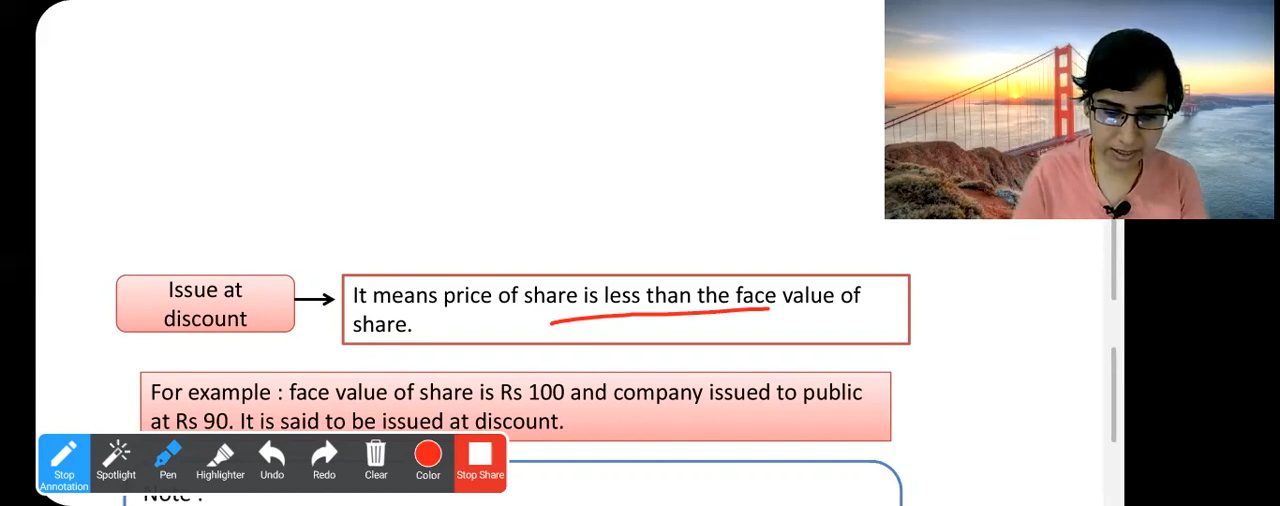 Issue at
discount
It means price of share is less than the face value of
share.
For example : face value of share is Rs 100 and company issued to public
at Rs 90. It is said to be issued at discount.
Stop
Annotation
Spotlight
Pen
Highlighter
Undo
Redo
Clear
Color
Stop Share
Note :